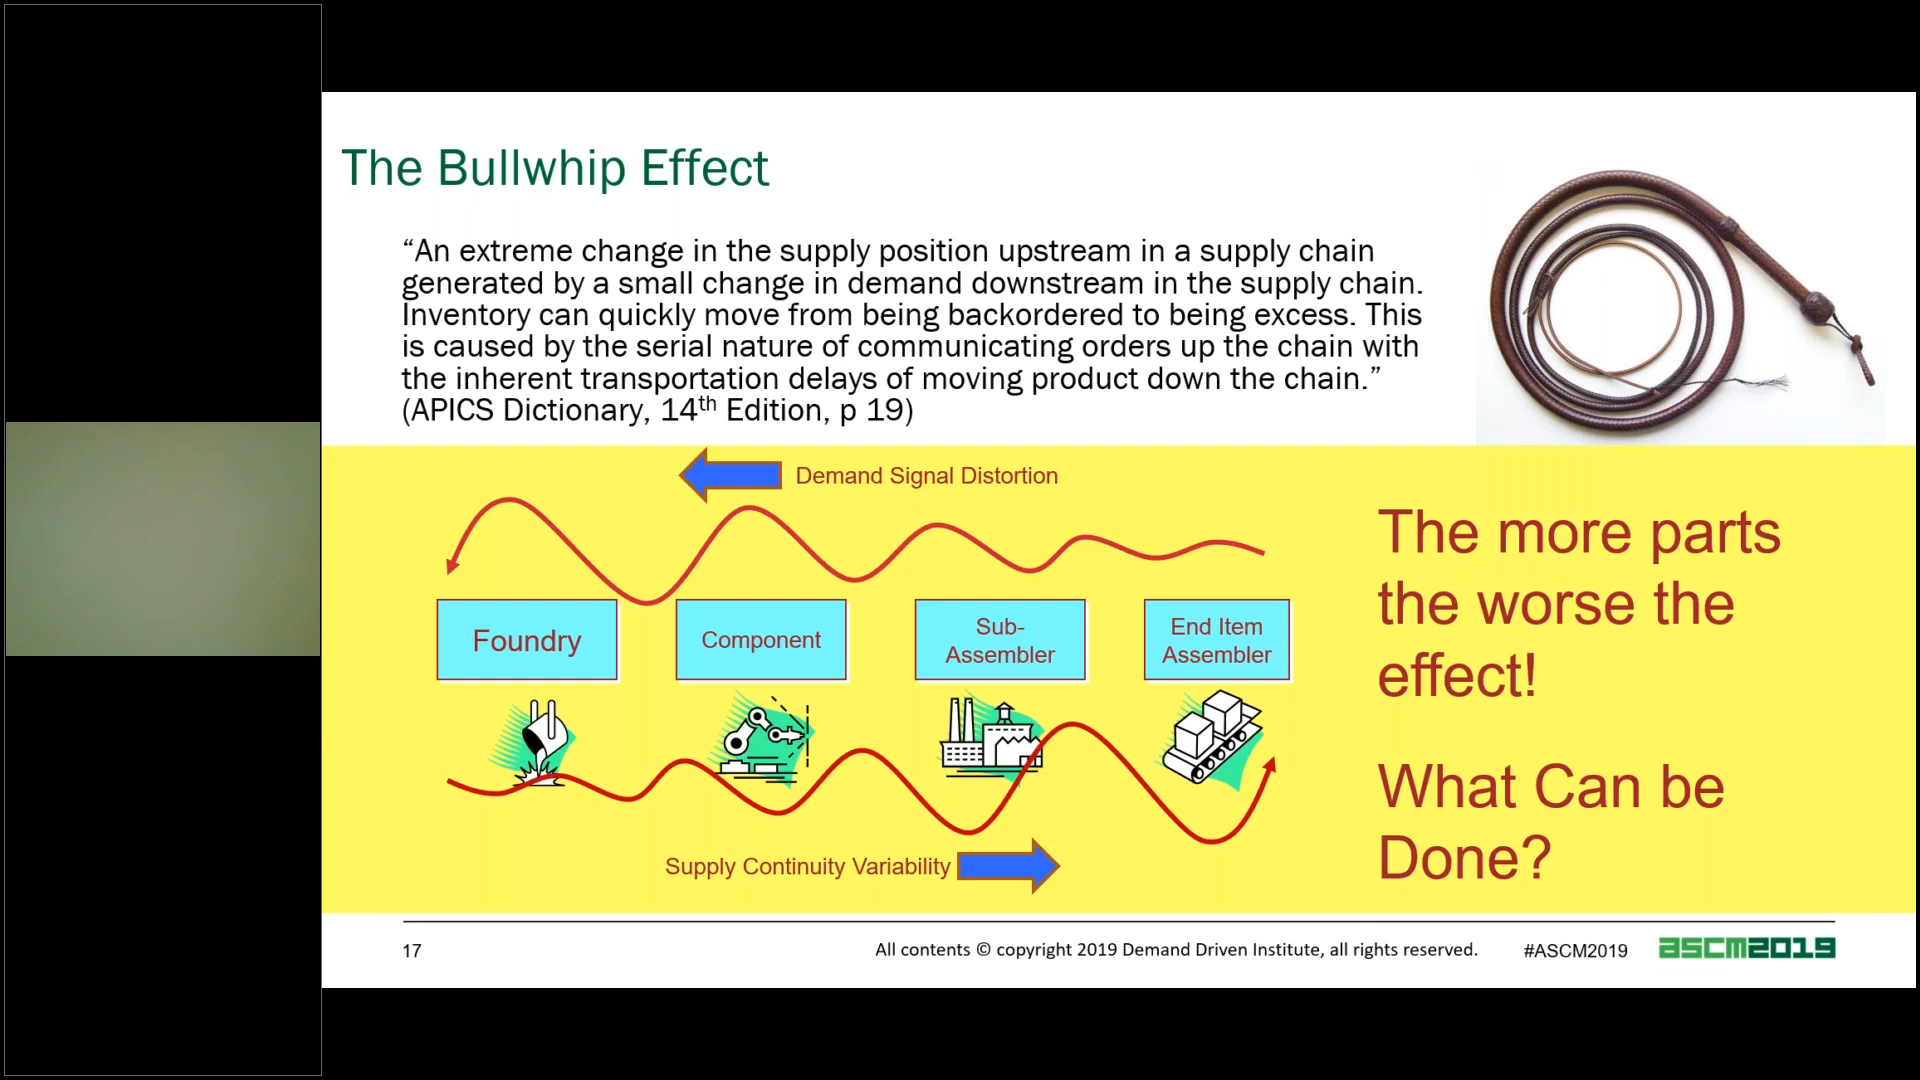 The Bullwhip Effect
“An extreme change in the supply position upstream in a supply chain
generated by a small change in demand downstream in the supply chain.
Inventory can quickly move from being backordered to being excess. This
is caused by the serial nature of communicating orders up the chain with
the inherent transportation delays of moving product down the chain.”
(APICS Dictionary, 14th Edition, p 19)
Demand Signal Distortion
Foundry
Component
Sub-
Assembler
End Item
Assembler
Supply Continuity Variability
The more parts
the worse the
effect!
What Can be
Done?
17
All contents © copyright 2019 Demand Driven Institute, all rights reserved.
#ASCM2019
ascm2019